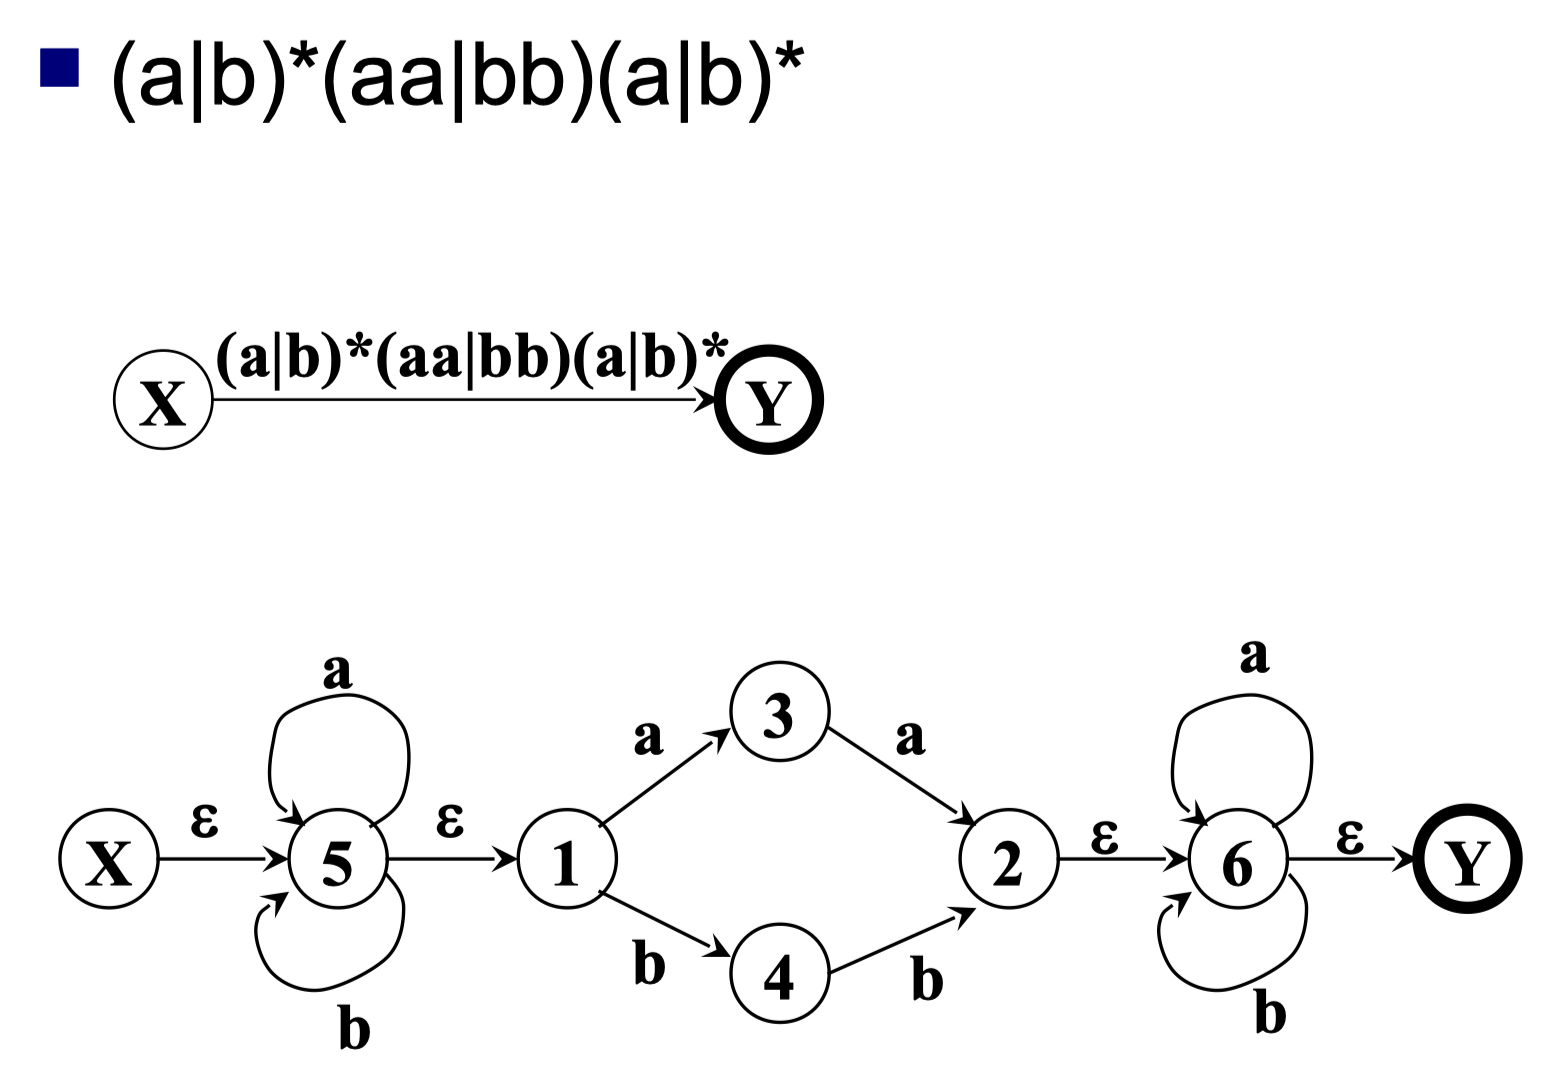 (a|b)*(aa|bb)(a|b)*
(a|b)*(aa|bb)(a|b)*
X Y
a a
3
a a
ε ε ε ε
X 5 1 2 6 Y
b b
4
b b